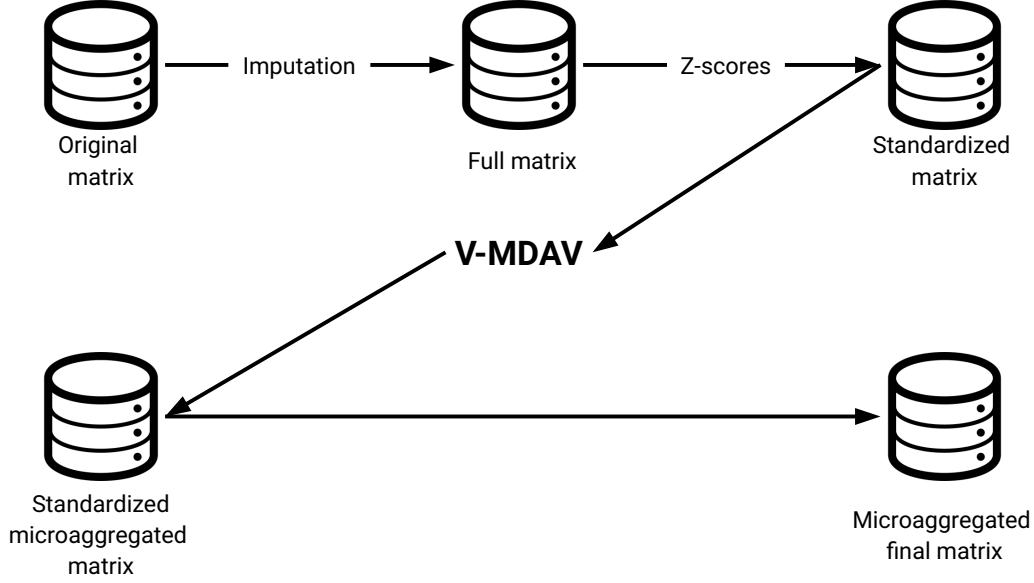 Imputation
Z-scores
Original
matrix
Full matrix
Standardized
matrix
V-MDAV
Standardized
microaggregated
matrix
Microaggregated
final matrix